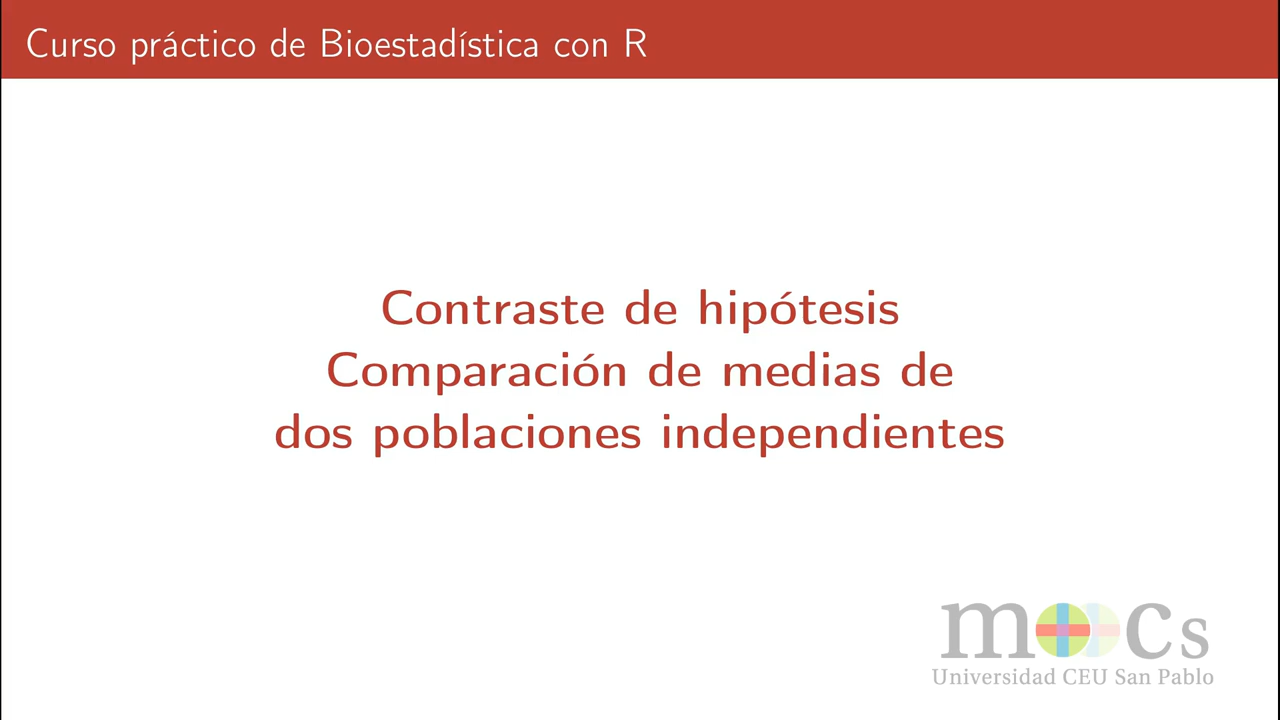 Curso práctico de Bioestadística con R
Contraste de hipótesis
Comparación de medias de
dos poblaciones independientes
moocs
Universidad CEU San Pablo